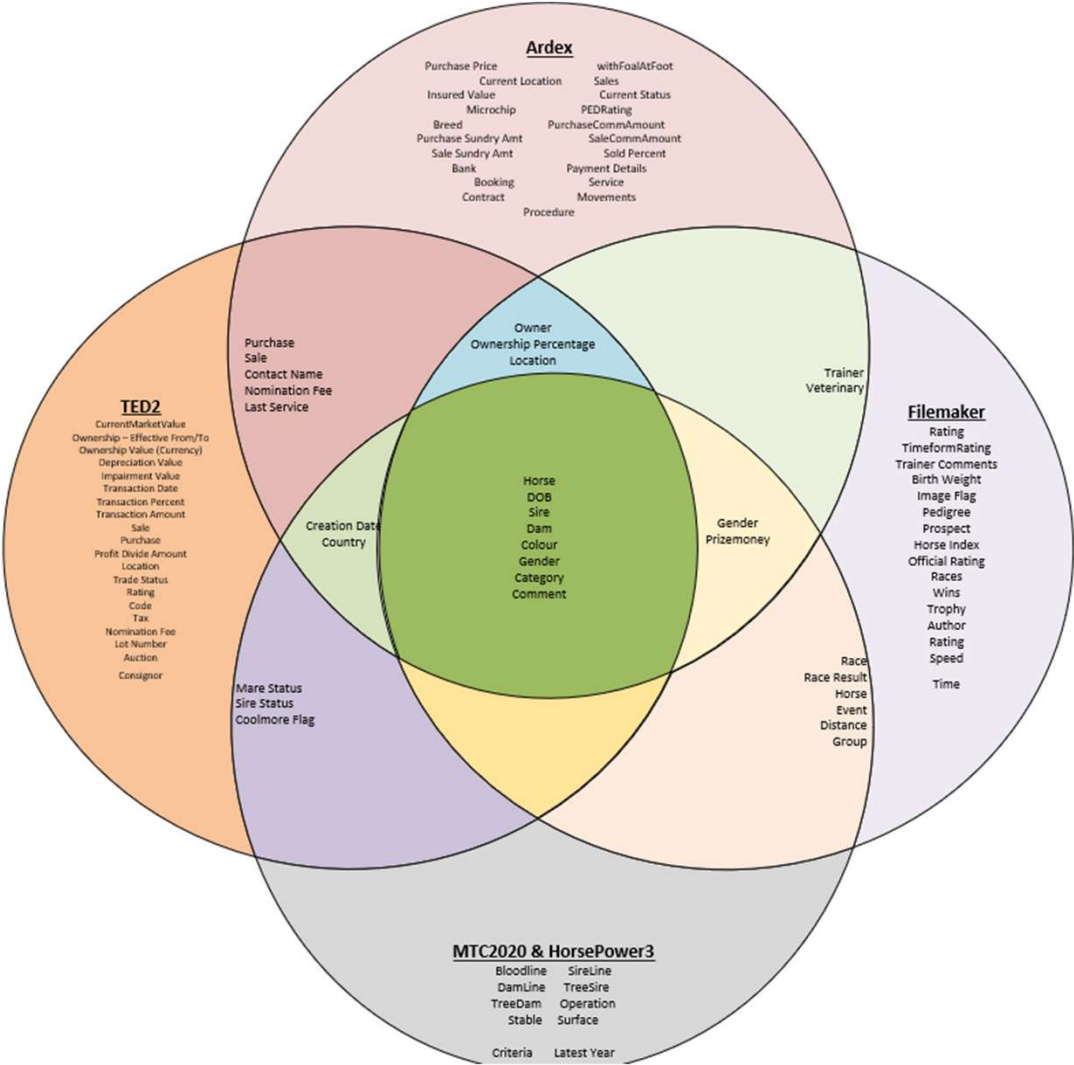 Ardex
Purchase Price withFoalAtFoot
Current Location Sales
Insured Value Current Status
Microchip PEDRating
Breed PurchaseCommAmount
Purchase Sundry Amt SaleCommAmount
Sale Sundry Amt Sold Percent
Bank Payment Details
Booking Service
Contract Movements
Procedure
Purchase
Sale
Contact Name
Nomination Fee
Last Service
Owner
Ownership Percentage
Location
Trainer
Veterinary
TED2
CurrentMarketValue
Ownership – Effective From/To
Ownership Value (Currency)
Depreciation Value
Impairment Value
Transaction Date
Transaction Percent
Transaction Amount
Sale
Purchase
Profit Divide Amount
Location
Trade Status
Rating
Code
Tax
Nomination Fee
Lot Number
Auction
Consignor
Creation Date
Country
Horse
DOB
Sire
Dam
Colour
Gender
Category
Comment
Gender
Prizemoney
Filemaker
Rating
TimeformRating
Trainer Comments
Birth Weight
Image Flag
Pedigree
Prospect
Horse Index
Official Rating
Races
Wins
Trophy
Author
Rating
Speed
Time
Mare Status
Sire Status
Coolmore Flag
Race
Race Result
Horse
Event
Distance
Group
MTC2020 & HorsePower3
Bloodline SireLine
DamLine TreeSire
TreeDam Operation
Stable Surface
Criteria Latest Year